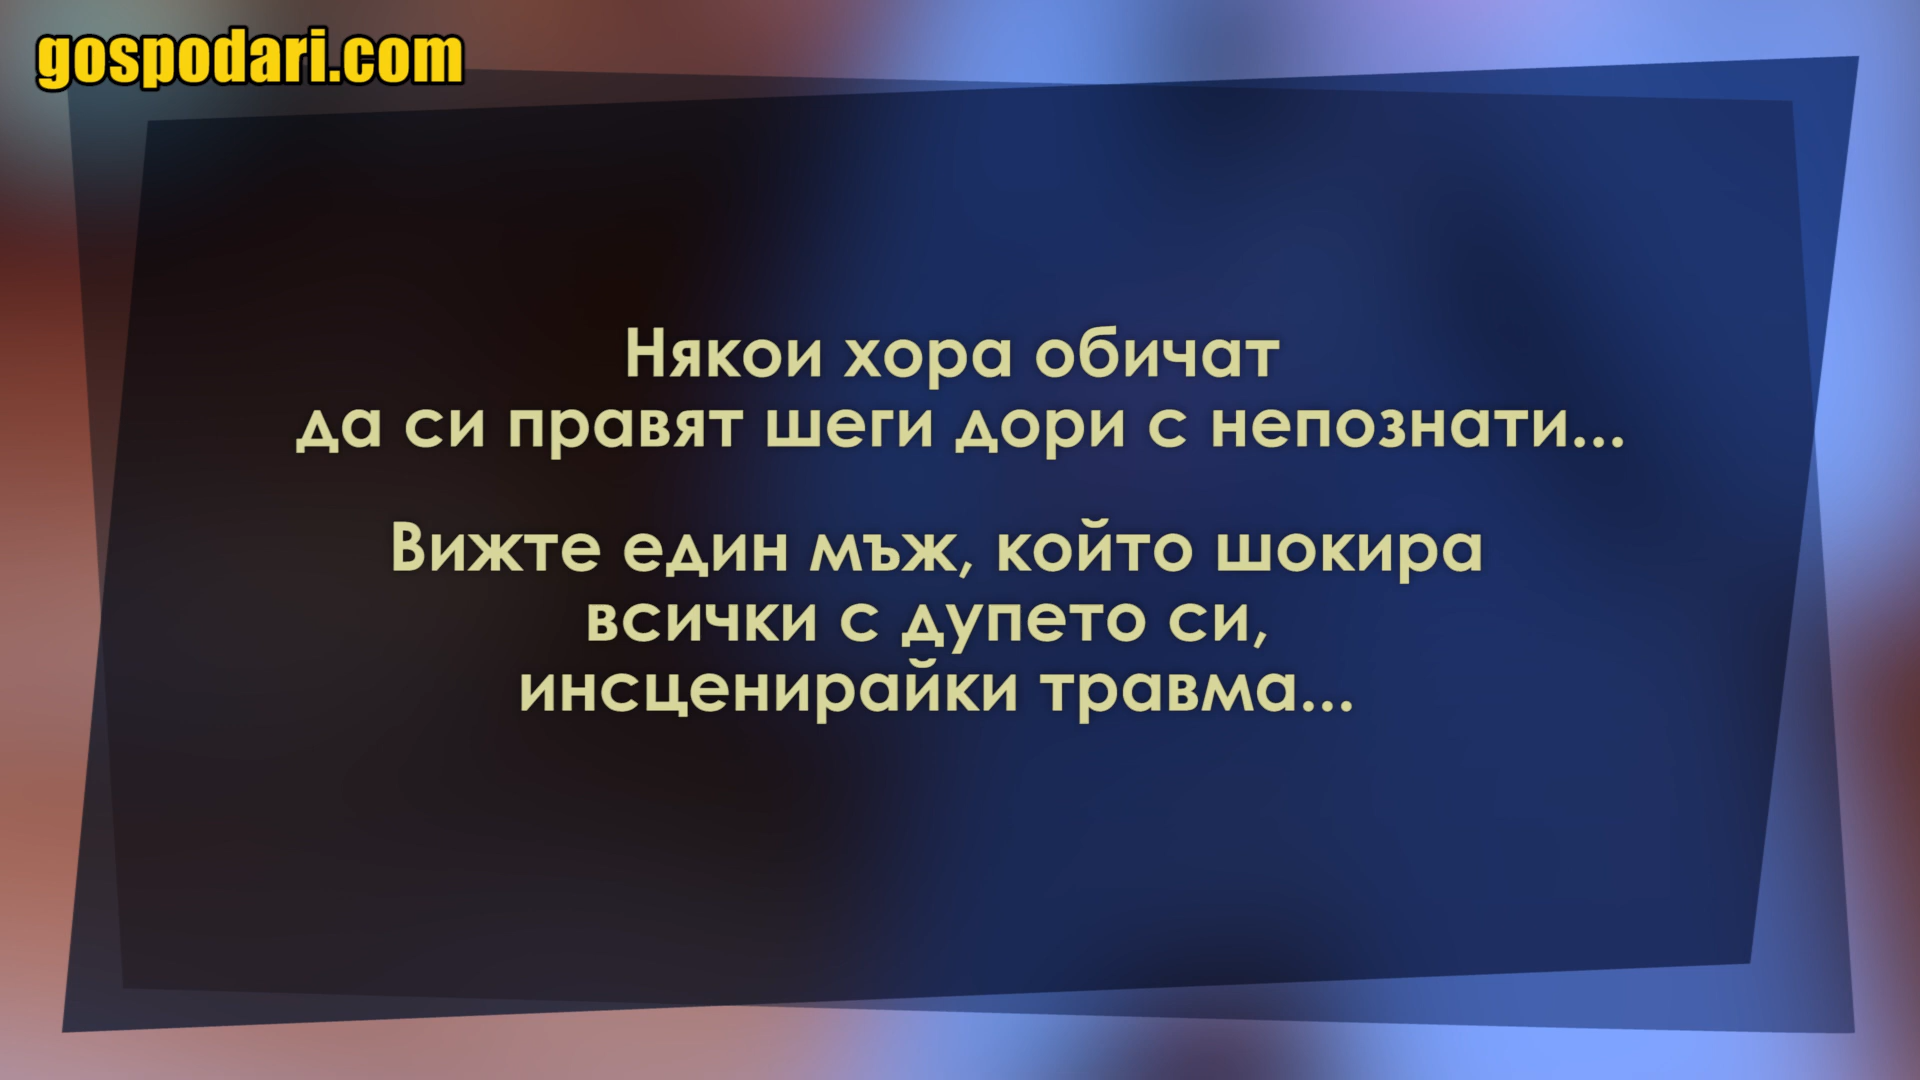 gospodari.com
Някои хора обичат
да си правят шеги дори с непознати...
Вижте един мъж, който шокира
всички с дупето си,
инсценирайки травма...